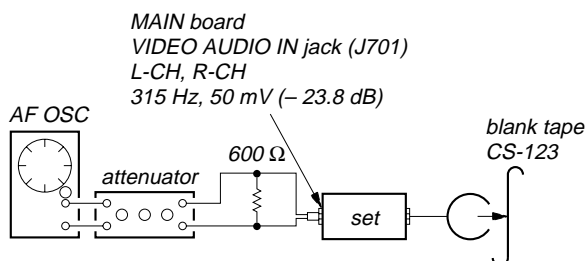 MAIN board
VIDEO AUDIO IN jack (J701)
L-CH, R-CH
315 Hz, 50 mV (– 23.8 dB)
AF OSC
blank tape
CS-123
600 Ω
attenuator
set